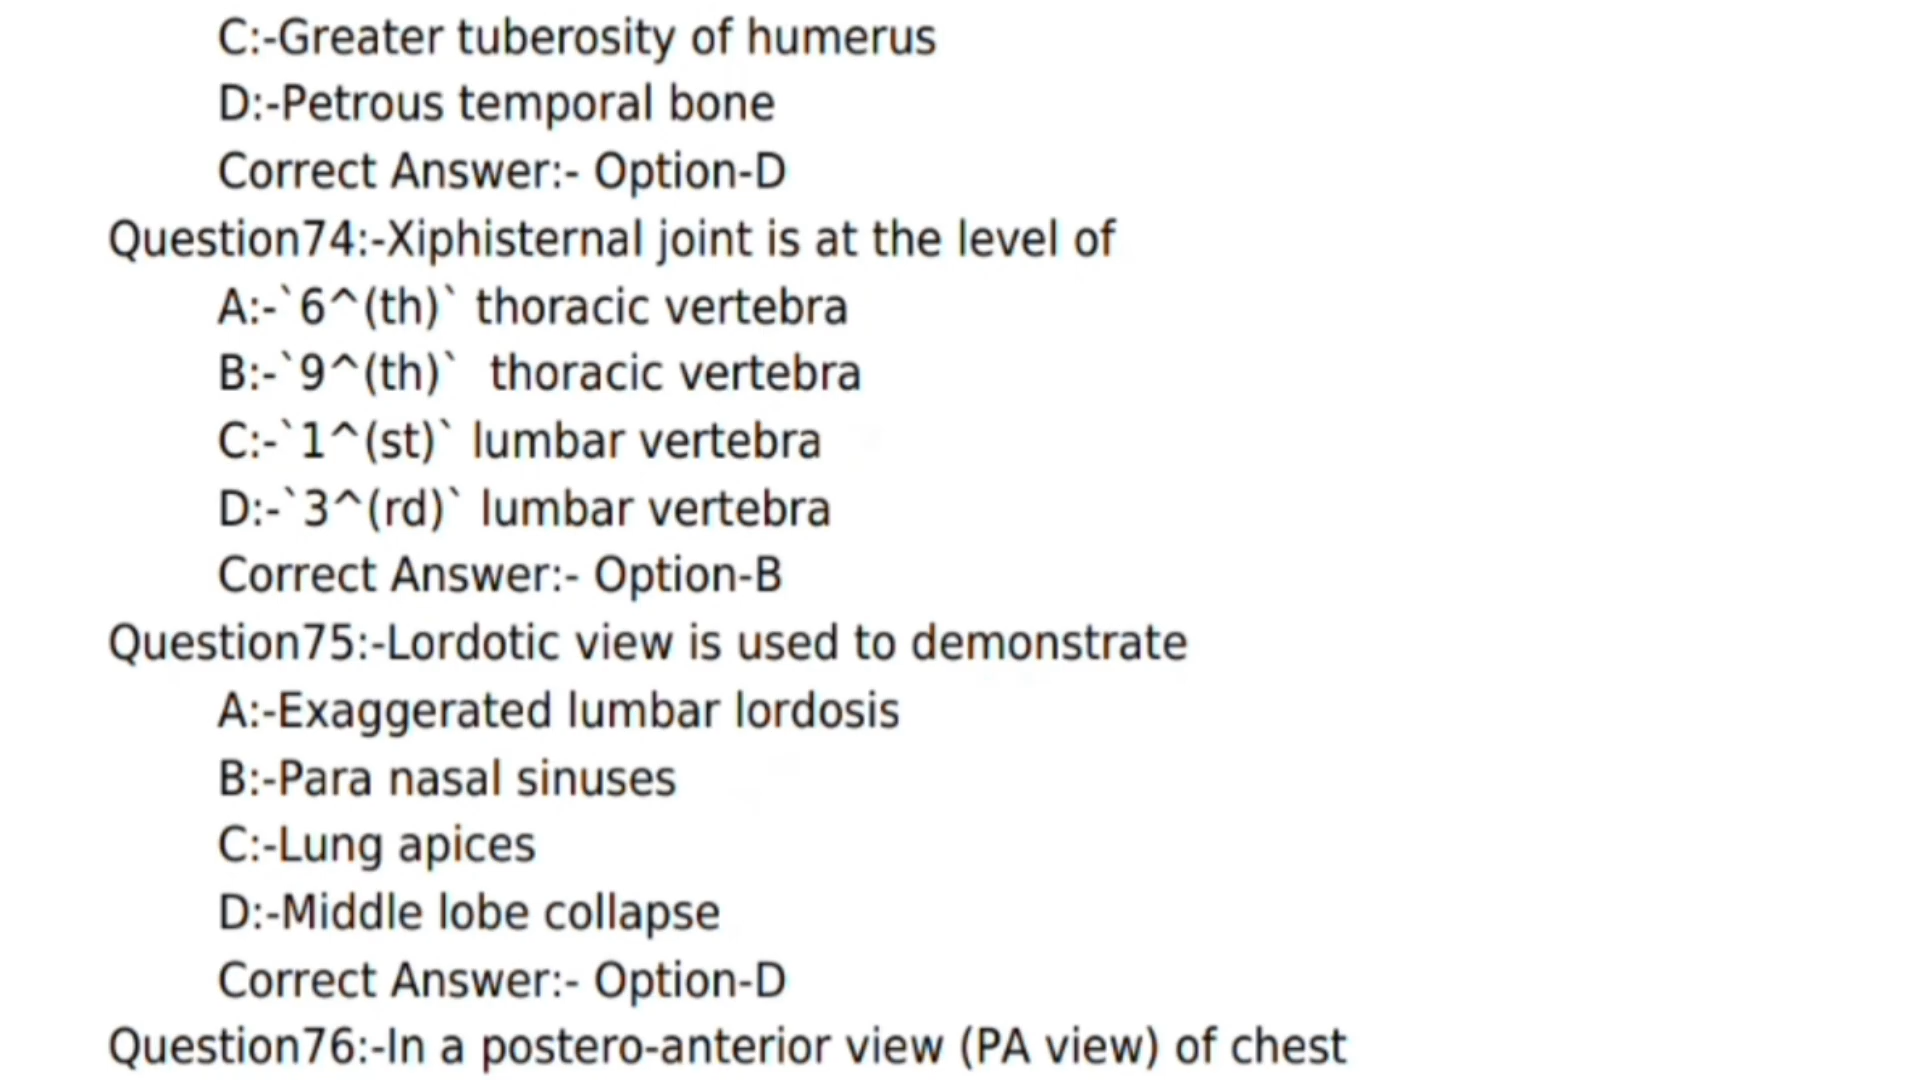 C:-Greater tuberosity of humerus
D:-Petrous temporal bone
Correct Answer:- Option-D
Question74:-Xiphisternal joint is at the level of
A:-`6^(th)` thoracic vertebra
B:-`9^(th)`  thoracic vertebra
C:-`1^(st)` lumbar vertebra
D:-`3^(rd)` lumbar vertebra
Correct Answer:- Option-B
Question75:-Lordotic view is used to demonstrate
A:-Exaggerated lumbar lordosis
B:-Para nasal sinuses
C:-Lung apices
D:-Middle lobe collapse
Correct Answer:- Option-D
Question76:-In a postero-anterior view (PA view) of chest